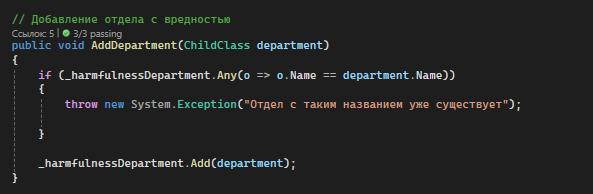 // Добавление отдела с вредностью
Ссылок: 5 | 3/3 passing
public void AddDepartment(ChildClass department)
{
if (_harmfulnessDepartment.Any(o => o.Name == department.Name))
{
throw new System.Exception("Отдел с таким названием уже существует");
}
_harmfulnessDepartment.Add(department);
}